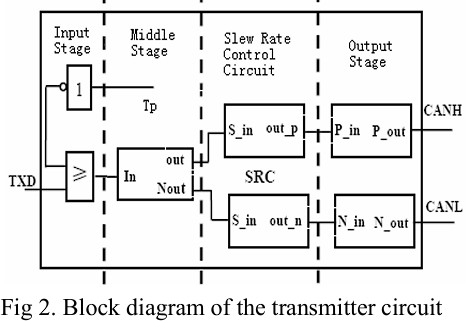 Input
Stage
Middle
Stage
Slew Rate
Control
Circuit
Output
Stage
1
Tp
CANH
S_in out_p
P_in P_out
out
≥
In
TXD
Nout
SRC
CANL
S_in out_n
N_in N_out
Fig 2. Block diagram of the transmitter circuit